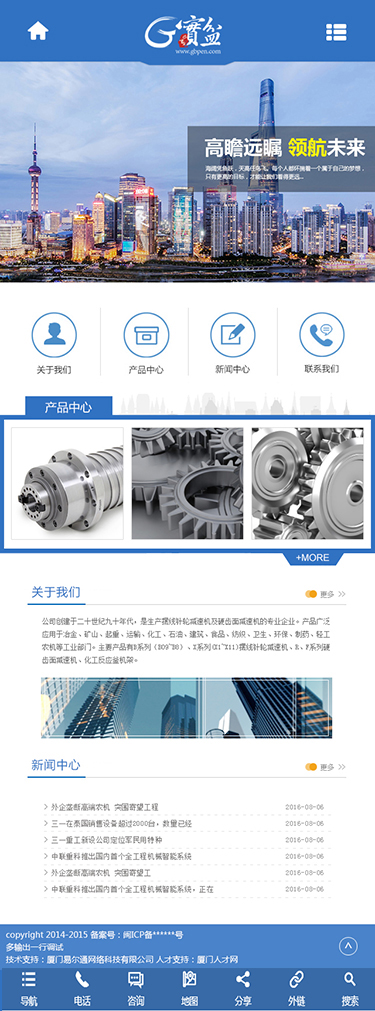 G寶盆
www.gbpen.com
高瞻远瞩 领航未来
海阔凭鱼跃，天高任鸟飞。每个人都怀揣着一个属于自己的梦想，
只有更高的目标，才能让我们看得更远...
关于我们
产品中心
新闻中心
联系我们
产品中心
+MORE
关于我们
更多
公司创建于二十世纪九十年代，是生产摆线针轮减速机及硬齿面减速机的专业企业。产品广泛
应用于冶金、矿山、起重、运输、化工、石油、建筑、食品、纺织、卫生、环保、制药、轻工
农机等工业部门。主要产品有B系列
摆线针轮减速机、R、F系列硬
齿面减速机、化工反应釜机架。
新闻中心
更多
外企垄断高端农机 突围寄望工程 2016-08-06
三一在泰国销售设备超过2000台，数量已经 2016-08-06
三一重工新设公司定位军民用特种 2016-08-06
中联重科推出国内首个全工程机械智能系统 2016-08-06
外企垄断高端农机 突围寄望工 2016-08-06
中联重科推出国内首个全工程机械智能系统，正在 2016-08-06
copyright 2014-2015 备案号：闽ICP备******号
多输出一行调试
技术支持：厦门易尔通网络科技有限公司 人才支持：厦门人才网
导航
电话
咨询
地图
分享
外链
搜索